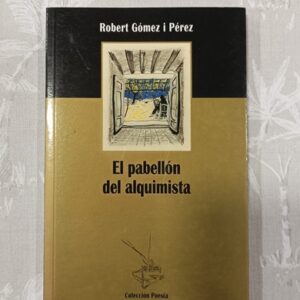 Robert Gómez i Pérez
El pabellón
del alquimista
Colección Poesía